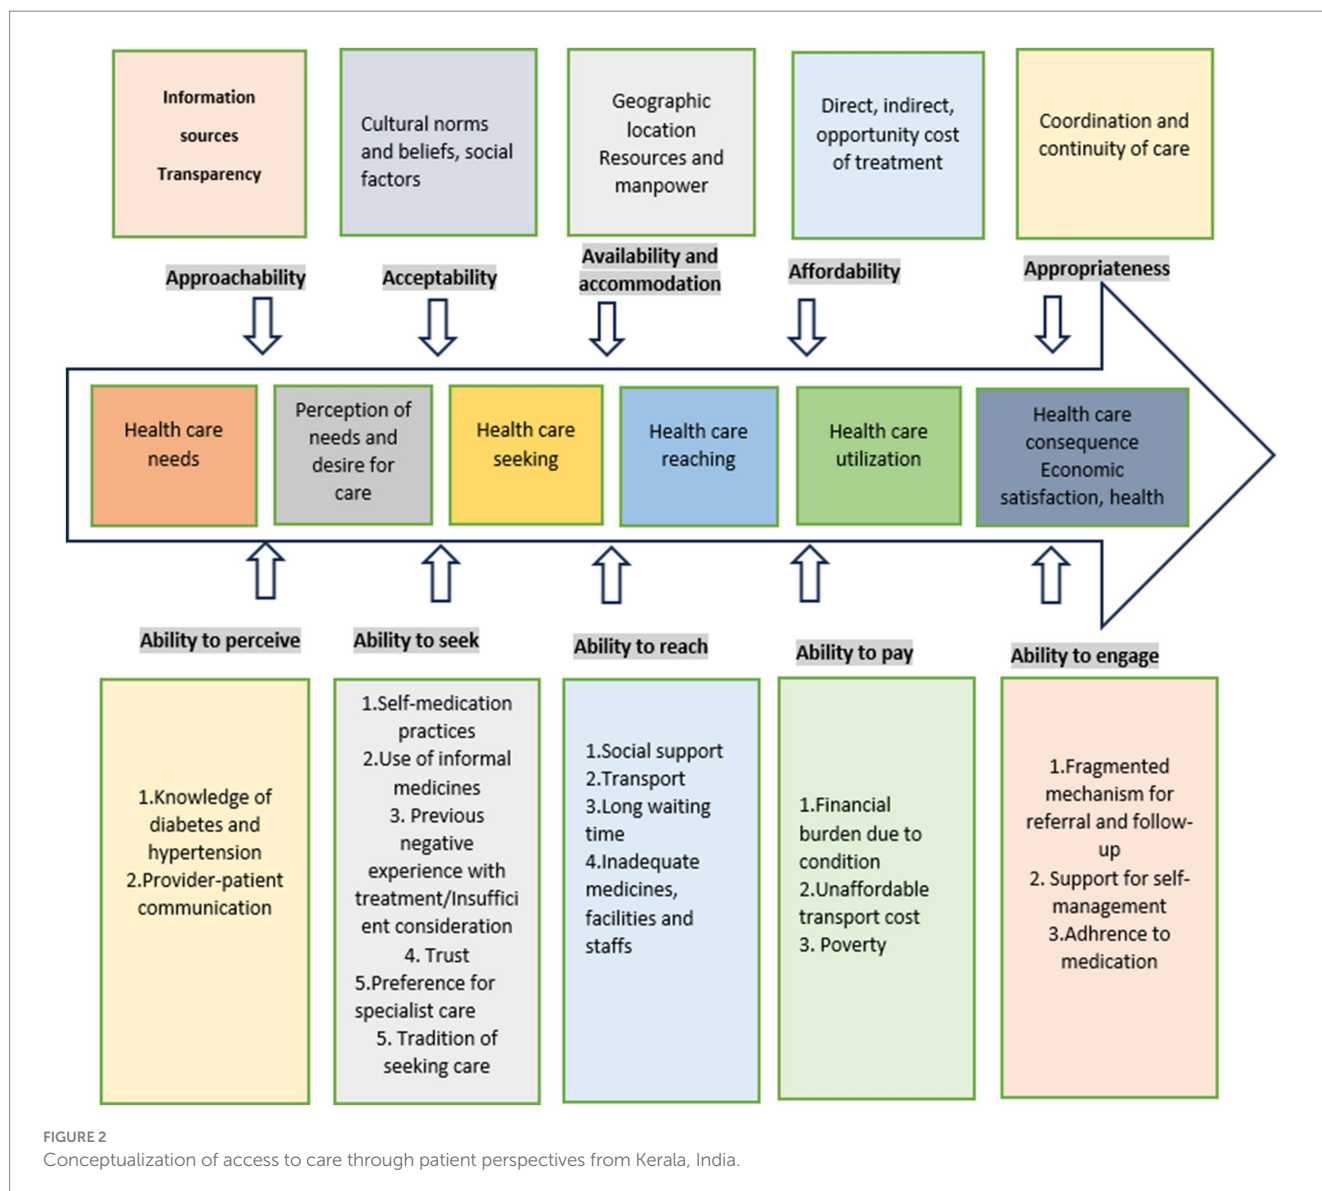 Information
sources
Transparency
Cultural norms
and beliefs, social
factors
Geographic
location
Resources and
manpower
Direct, indirect,
opportunity cost
of treatment
Coordination and
continuity of care
Approachability
Acceptability
Availability and
accommodation
Affordability
Appropriateness
Health care
needs
Perception of
needs and
desire for
care
Health care
seeking
Health care
reaching
Health care
utilization
Health care
consequence
Economic
satisfaction, health
Ability to perceive
Ability to seek
Ability to reach
Ability to pay
Ability to engage
1.Knowledge of
diabetes and
hypertension
2.Provider-patient
communication
1.Self-medication
practices
2.Use of informal
medicines
3. Previous
negative
experience with
treatment/Insuffici
ent consideration
4. Trust
5.Preference for
specialist care
5. Tradition of
seeking care
1.Social support
2.Transport
3.Long waiting
time
4.Inadequate
medicines,
facilities and
staffs
1.Financial
burden due to
condition
2.Unaffordable
transport cost
3. Poverty
1.Fragmented
mechanism for
referral and follow-
up
2. Support for self-
management
3.Adhrence to
medication
FIGURE 2
Conceptualization of access to care through patient perspectives from Kerala, India.